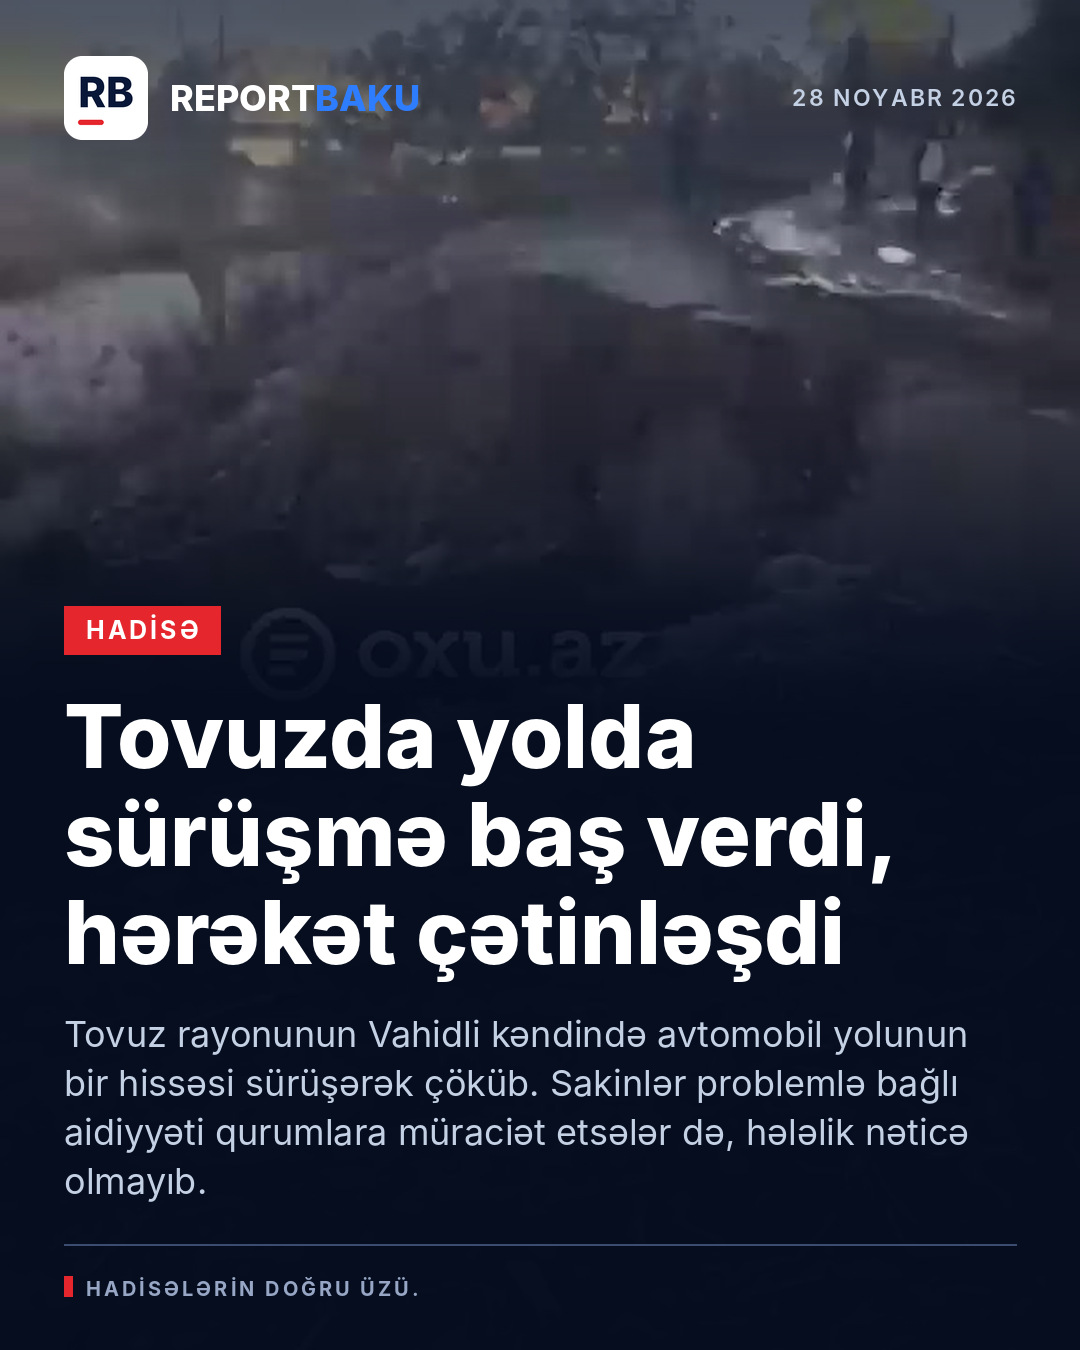 RB
REPORTBAKU
28 NOYABR 2026
HADİSƏ
oxu.az
Tovuzda yolda
sürüşmə baş verdi,
hərəkət çətinləşdi
Tovuz rayonunun Vahidli kəndində avtomobil yolunun
bir hissəsi sürüşərək çöküb. Sakinlər problemlə bağlı
aidiyyəti qurumlara müraciət etsələr də, hələlik nəticə
olmayıb.
HADİSƏLƏRİN DOĞRU ÜZÜ.